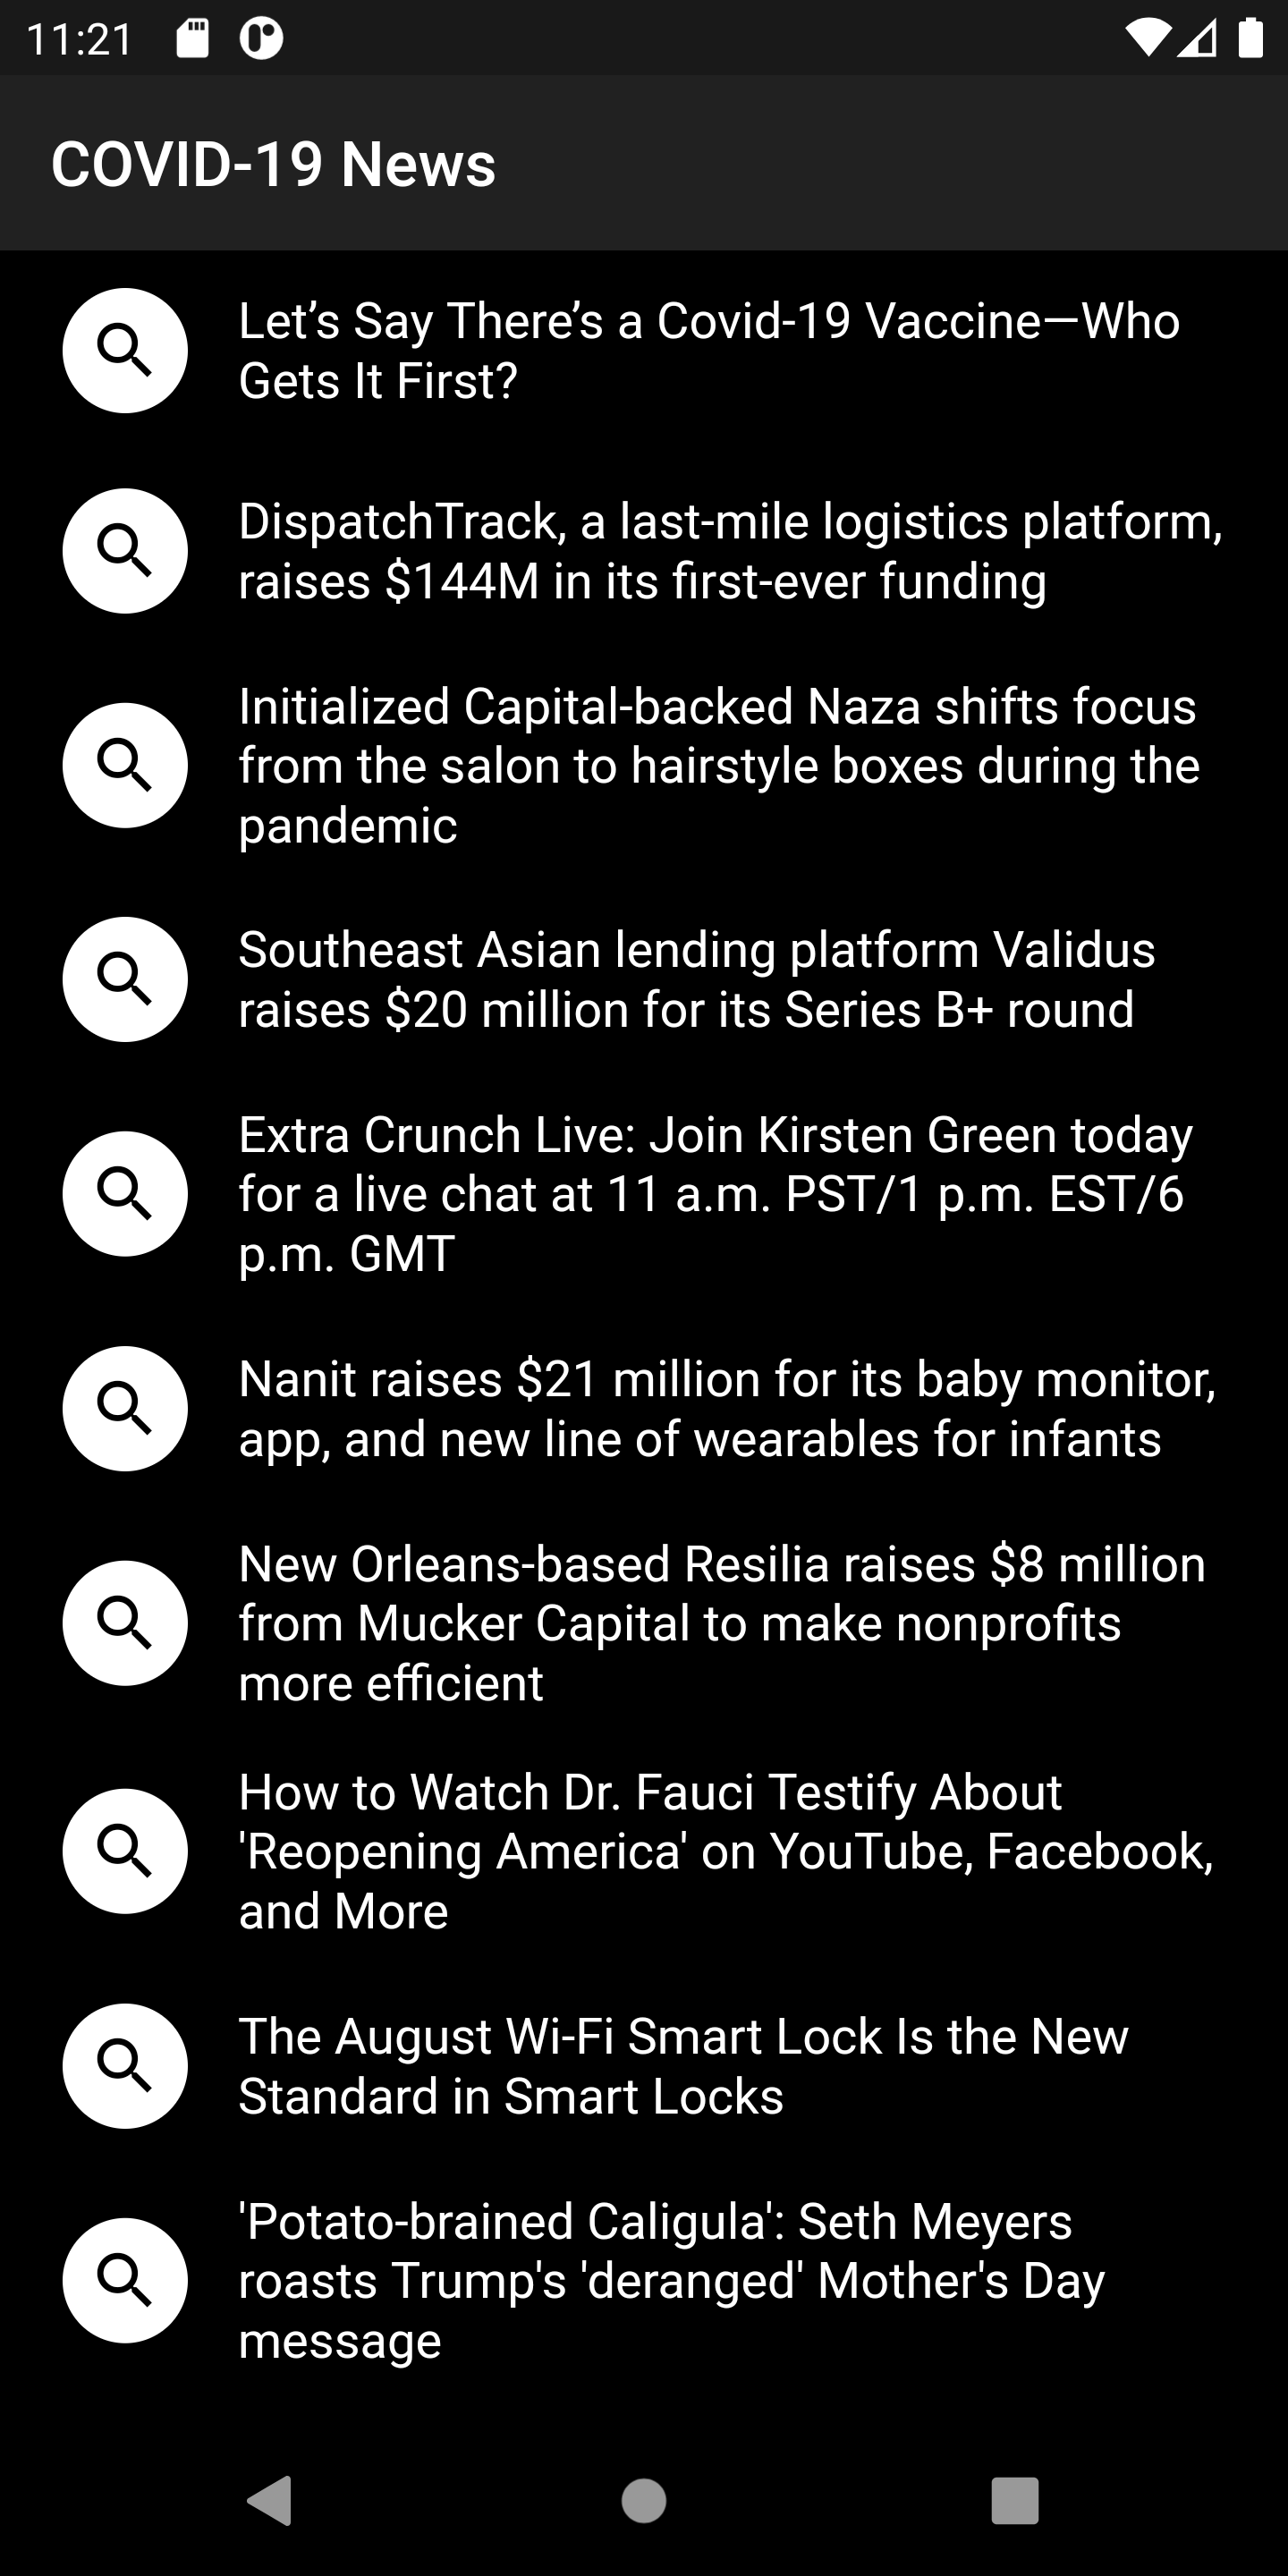 11:21
COVID-19 News
Let’s Say There’s a Covid-19 Vaccine—Who
Gets It First?
DispatchTrack, a last-mile logistics platform,
raises $144M in its first-ever funding
Initialized Capital-backed Naza shifts focus
from the salon to hairstyle boxes during the
pandemic
Southeast Asian lending platform Validus
raises $20 million for its Series B+ round
Extra Crunch Live: Join Kirsten Green today
for a live chat at 11 a.m. PST/1 p.m. EST/6
p.m. GMT
Nanit raises $21 million for its baby monitor,
app, and new line of wearables for infants
New Orleans-based Resilia raises $8 million
from Mucker Capital to make nonprofits
more efficient
How to Watch Dr. Fauci Testify About
'Reopening America' on YouTube, Facebook,
and More
The August Wi-Fi Smart Lock Is the New
Standard in Smart Locks
'Potato-brained Caligula': Seth Meyers
roasts Trump's 'deranged' Mother's Day
message